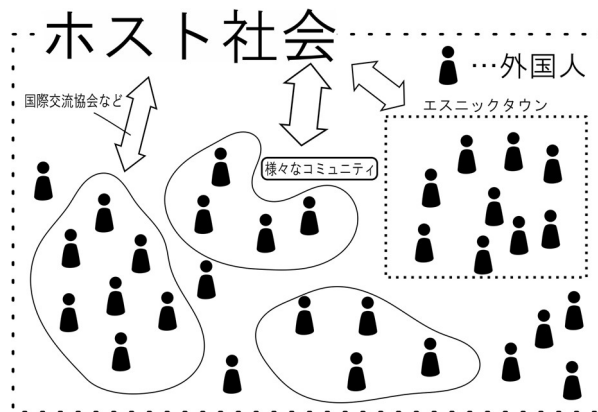 ホスト社会
…外国人
国際交流協会など
エスニックタウン
様々なコミュニティ